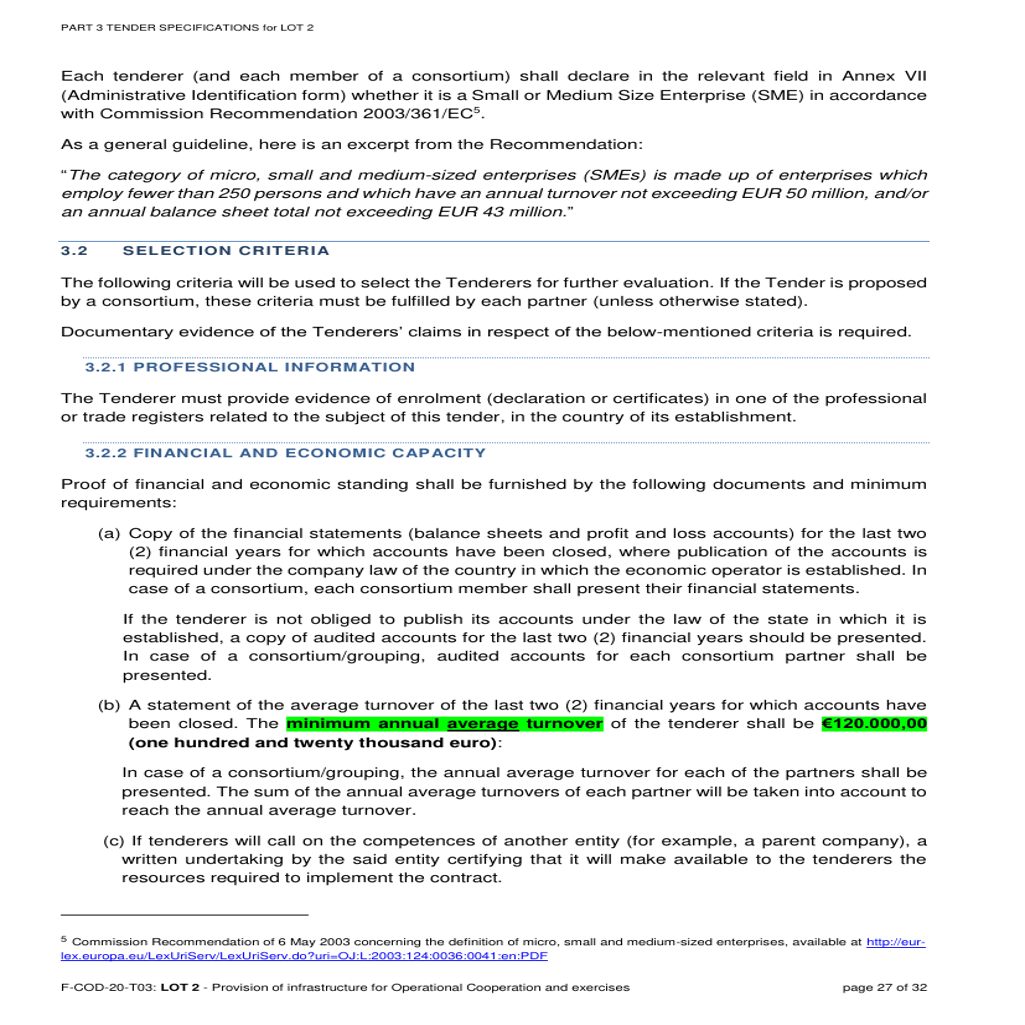 PART 3 TENDER SPECIFICATIONS for LOT 2
Each tenderer (and each member of a consortium) shall declare in the relevant field in Annex VII
(Administrative Identification form) whether it is a Small or Medium Size Enterprise (SME) in accordance
with Commission Recommendation 2003/361/EC⁵.
As a general guideline, here is an excerpt from the Recommendation:
“The category of micro, small and medium-sized enterprises (SMEs) is made up of enterprises which
employ fewer than 250 persons and which have an annual turnover not exceeding EUR 50 million, and/or
an annual balance sheet total not exceeding EUR 43 million.”
3.2 SELECTION CRITERIA
The following criteria will be used to select the Tenderers for further evaluation. If the Tender is proposed
by a consortium, these criteria must be fulfilled by each partner (unless otherwise stated).
Documentary evidence of the Tenderers’ claims in respect of the below-mentioned criteria is required.
3.2.1 PROFESSIONAL INFORMATION
The Tenderer must provide evidence of enrolment (declaration or certificates) in one of the professional
or trade registers related to the subject of this tender, in the country of its establishment.
3.2.2 FINANCIAL AND ECONOMIC CAPACITY
Proof of financial and economic standing shall be furnished by the following documents and minimum
requirements:
(a) Copy of the financial statements (balance sheets and profit and loss accounts) for the last two
(2) financial years for which accounts have been closed, where publication of the accounts is
required under the company law of the country in which the economic operator is established. In
case of a consortium, each consortium member shall present their financial statements.
If the tenderer is not obliged to publish its accounts under the law of the state in which it is
established, a copy of audited accounts for the last two (2) financial years should be presented.
In case of a consortium/grouping, audited accounts for each consortium partner shall be
presented.
(b) A statement of the average turnover of the last two (2) financial years for which accounts have
been closed. The minimum annual average turnover of the tenderer shall be €120.000,00
(one hundred and twenty thousand euro):
In case of a consortium/grouping, the annual average turnover for each of the partners shall be
presented. The sum of the annual average turnovers of each partner will be taken into account to
reach the annual average turnover.
(c) If tenderers will call on the competences of another entity (for example, a parent company), a
written undertaking by the said entity certifying that it will make available to the tenderers the
resources required to implement the contract.
⁵ Commission Recommendation of 6 May 2003 concerning the definition of micro, small and medium-sized enterprises, available at http://eur-
lex.europa.eu/LexUriServ/LexUriServ.do?uri=OJ:L:2003:124:0036:0041:en:PDF
F-COD-20-T03: LOT 2 - Provision of infrastructure for Operational Cooperation and exercises page 27 of 32